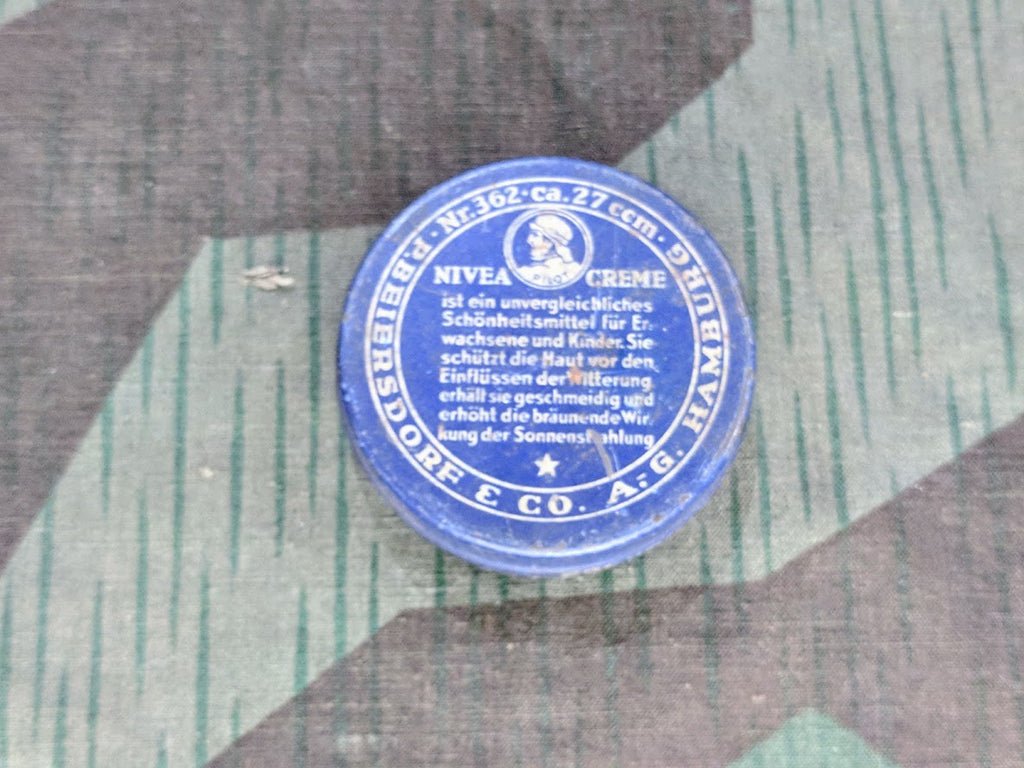 P. BEIERSDORF & CO. A.-G. HAMBURG
Nr. 362 · ca. 27 ccm
NIVEA CREME
ist ein unvergleichliches
Schönheitsmittel für Er-
wachsene und Kinder. Sie
schützt die Haut vor den
Einflüssen der Witterung
erhält sie geschmeidig und
erhöht die bräunende Wir-
kung der Sonnenstrahlung